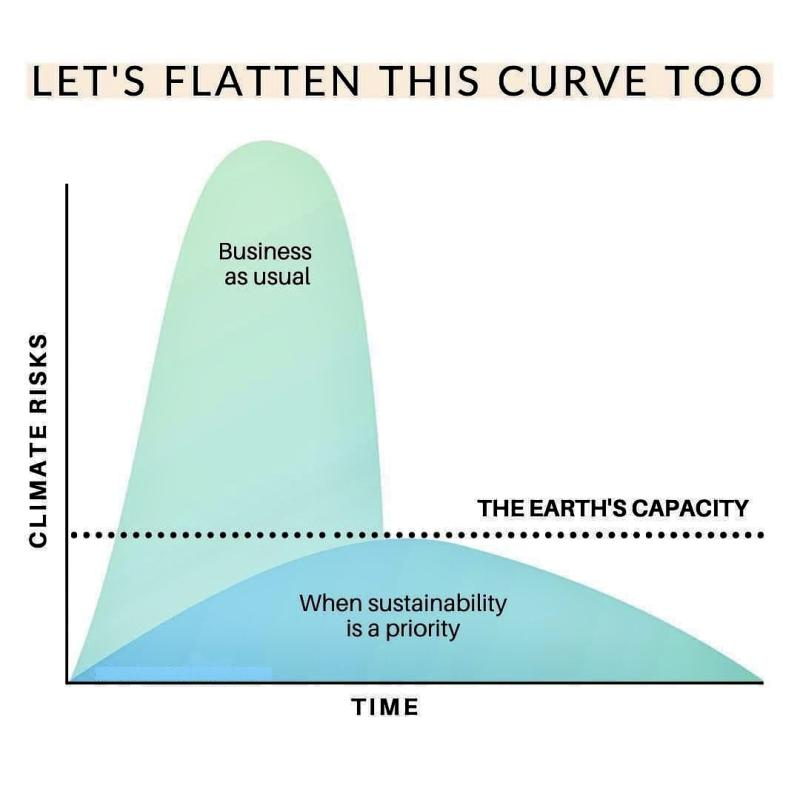 LET'S FLATTEN THIS CURVE TOO
Business
as usual
CLIMATE RISKS
THE EARTH'S CAPACITY
When sustainability
is a priority
TIME